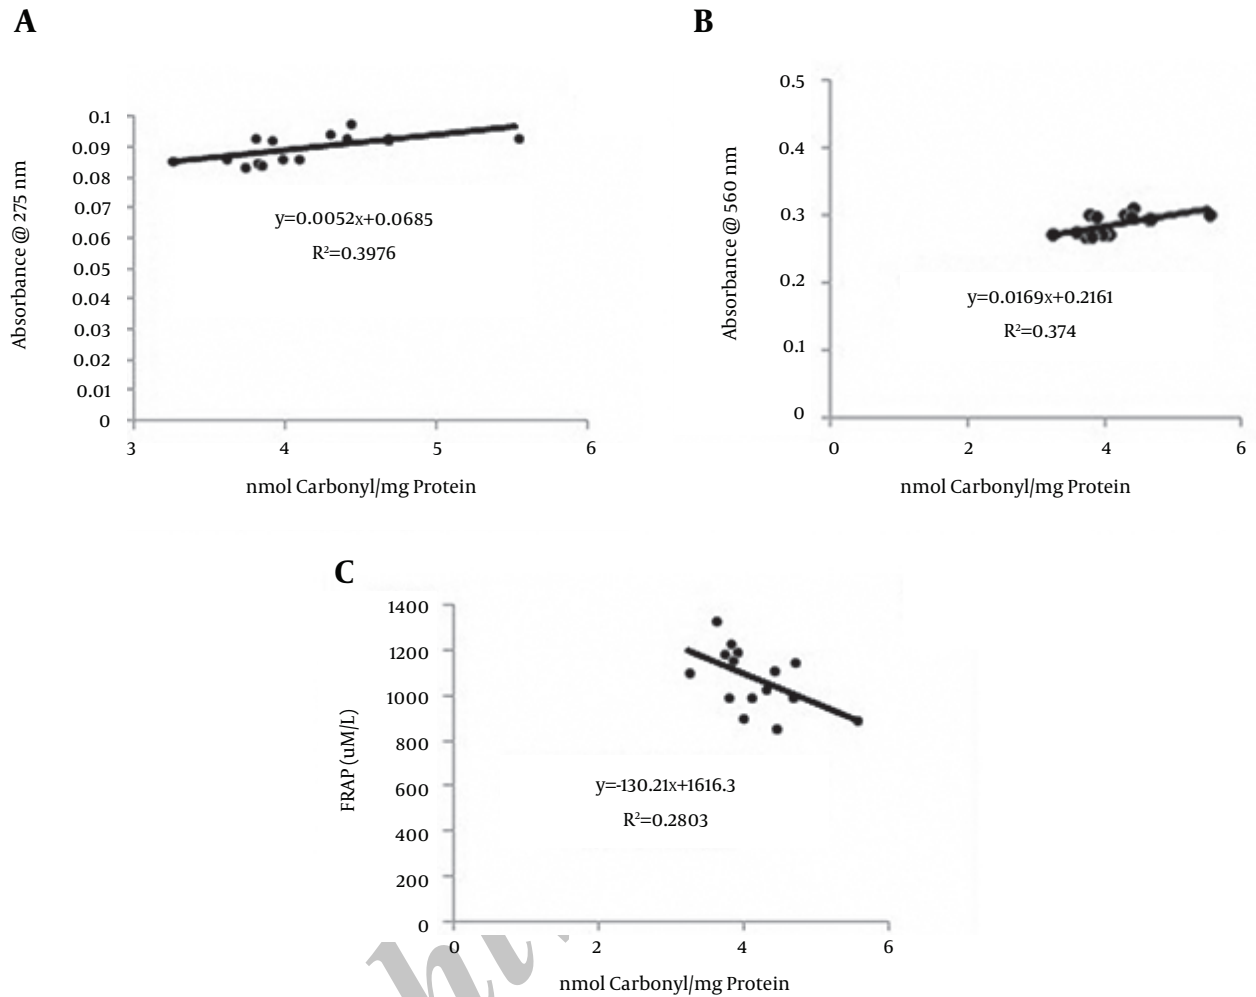 A
Absorbance @ 275 nm
0.1
0.09
0.08
0.07
0.06
0.05
0.04
0.03
0.02
0.01
0
y=0.0052x+0.0685
R²=0.3976
3 4 5 6
nmol Carbonyl/mg Protein
B
Absorbance @ 560 nm
0.5
0.4
0.3
0.2
0.1
0
y=0.0169x+0.2161
R²=0.374
0 2 4 6
nmol Carbonyl/mg Protein
C
FRAP (uM/L)
1400
1200
1000
800
600
400
200
0
y=-130.21x+1616.3
R²=0.2803
0 2 4 6
nmol Carbonyl/mg Protein